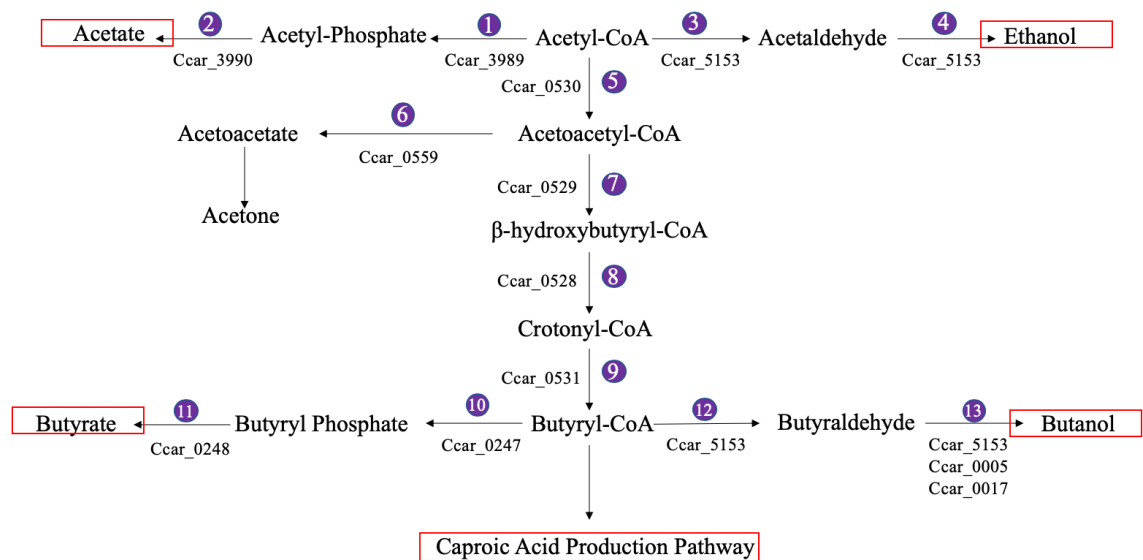 2 1 3 4
Acetate Acetyl-Phosphate Acetyl-CoA Acetaldehyde Ethanol
Ccar_3990 Ccar_3989 Ccar_5153 Ccar_5153
Ccar_0530 5
6
Acetoacetate Acetoacetyl-CoA
Ccar_0559
Ccar_0529 7
Acetone
β-hydroxybutyryl-CoA
Ccar_0528 8
Crotonyl-CoA
Ccar_0531 9
11 10 12 13
Butyrate Butyryl Phosphate Butyryl-CoA Butyraldehyde Butanol
Ccar_0248 Ccar_0247 Ccar_5153 Ccar_5153
Ccar_0005
Ccar_0017
Caproic Acid Production Pathway